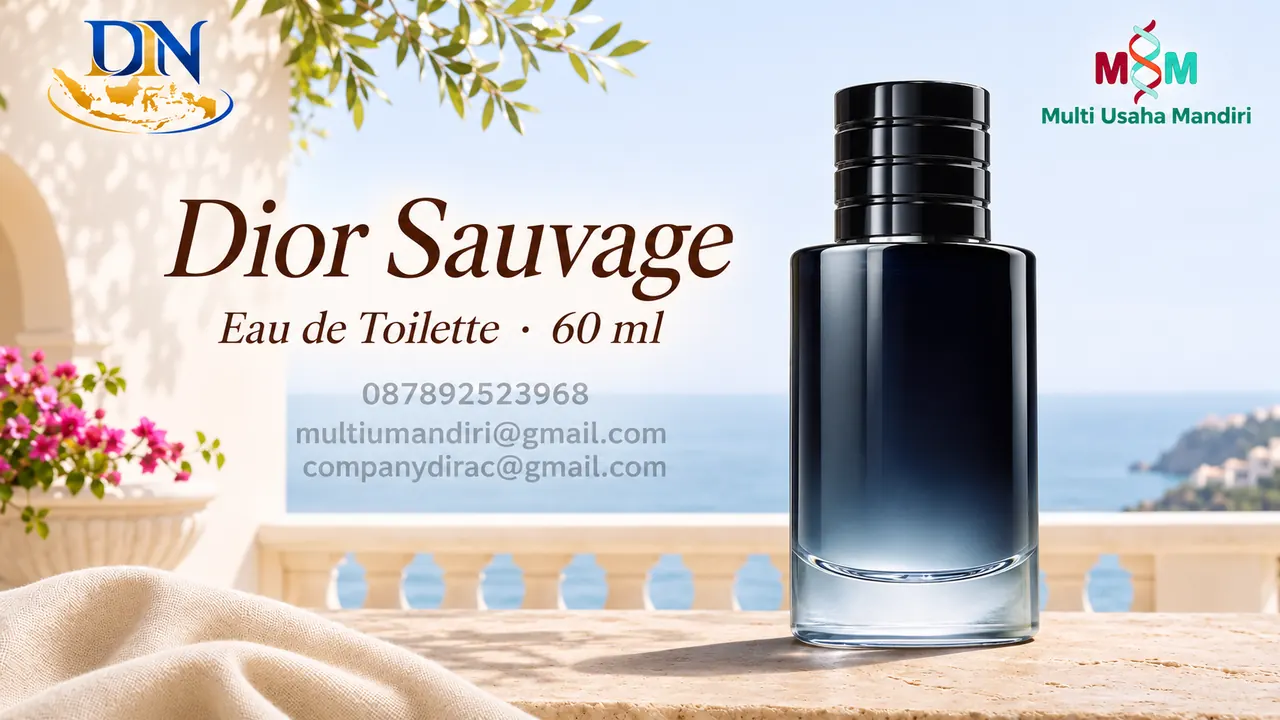 DN
MSM
Multi Usaha Mandiri
Dior Sauvage
Eau de Toilette · 60 ml
087892523968
multiumandiri@gmail.com
companydirac@gmail.com